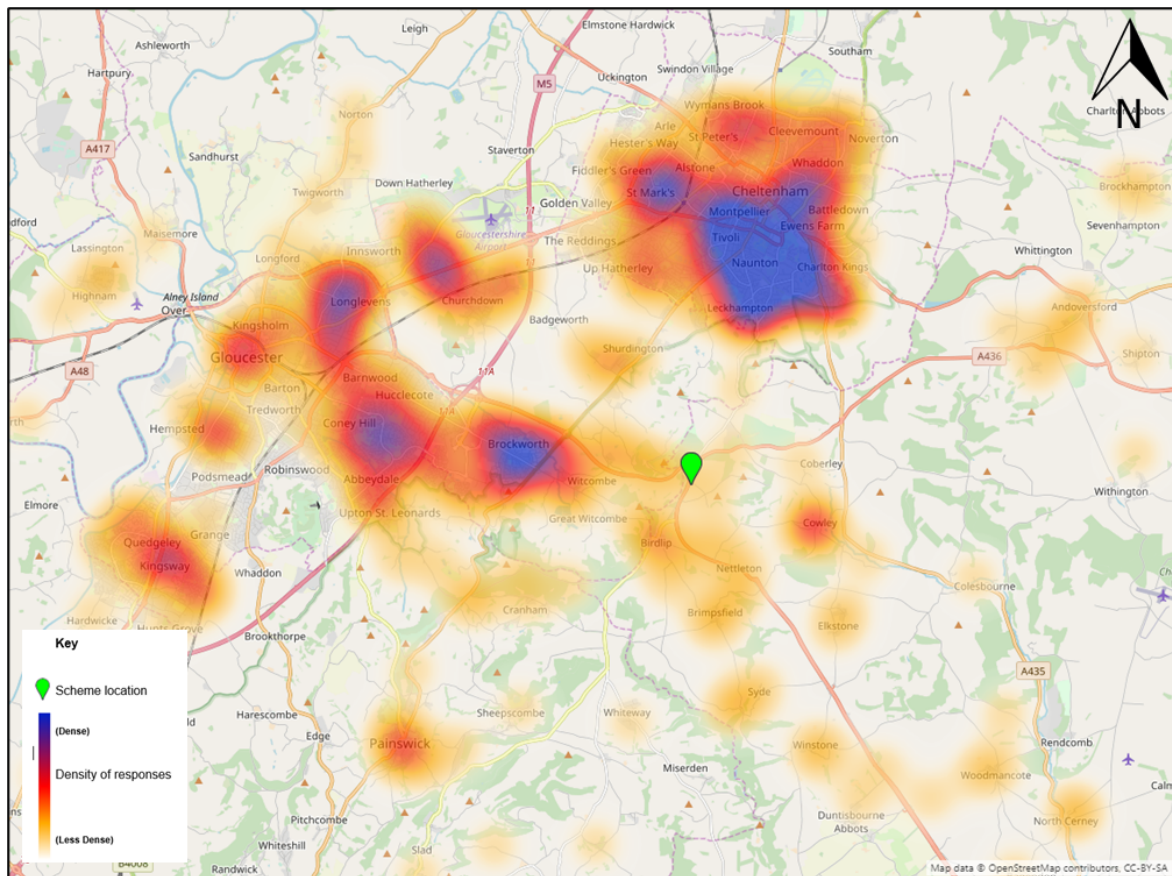 Leigh
Elmstone Hardwick
Ashleworth
Southam
Hartpury
Swindon Village
Uckington
M5
N
Charlton Abbots
Wymans Brook
Norton
Arle
St Peter's
Cleevemount
Noverton
A417
Hester's Way
Staverton
Sandhurst
Fiddler's Green
Alstone
Whaddon
Down Hatherley
Twigworth
St Mark's
Cheltenham
Brockhampton
Golden Valley
Montpellier
Battledown
Maisemore
Gloucestershire
Airport
Ewens Farm
Sevenhampton
Lassington
Innsworth
The Reddings
Tivoli
Whittington
Longford
Up Hatherley
Naunton
Charlton Kings
Highnam
Alney Island
Over
Longlevens
Churchdown
Leckhampton
Andoversford
Kingsholm
Badgeworth
Gloucester
Shurdington
Shipton
A436
A48
11A
Barnwood
Barton
Hucclecote
Tredworth
Hempsted
Coney Hill
Brockworth
Podsmead
Robinswood
Abbeydale
Witcombe
Coberley
Withington
Elmore
Upton St. Leonards
Great Witcombe
Cowley
Quedgeley
Grange
Birdlip
Kingsway
Whaddon
Nettleton
Colesbourne
Hardwicke
Cranham
Brimpsfield
Elkstone
Hunts Grove
Brookthorpe
Key
Scheme location
(Dense)
Density of responses
(Less Dense)
A435
Syde
Harescombe
Sheepscombe
Whiteway
Edge
Painswick
Winstone
Rendcomb
Miserden
Woodmancote
Pitchcombe
Duntisbourne
Abbots
North Cerney
Whiteshill
Slad
B4008
Randwick
Map data © OpenStreetMap contributors, CC-BY-SA